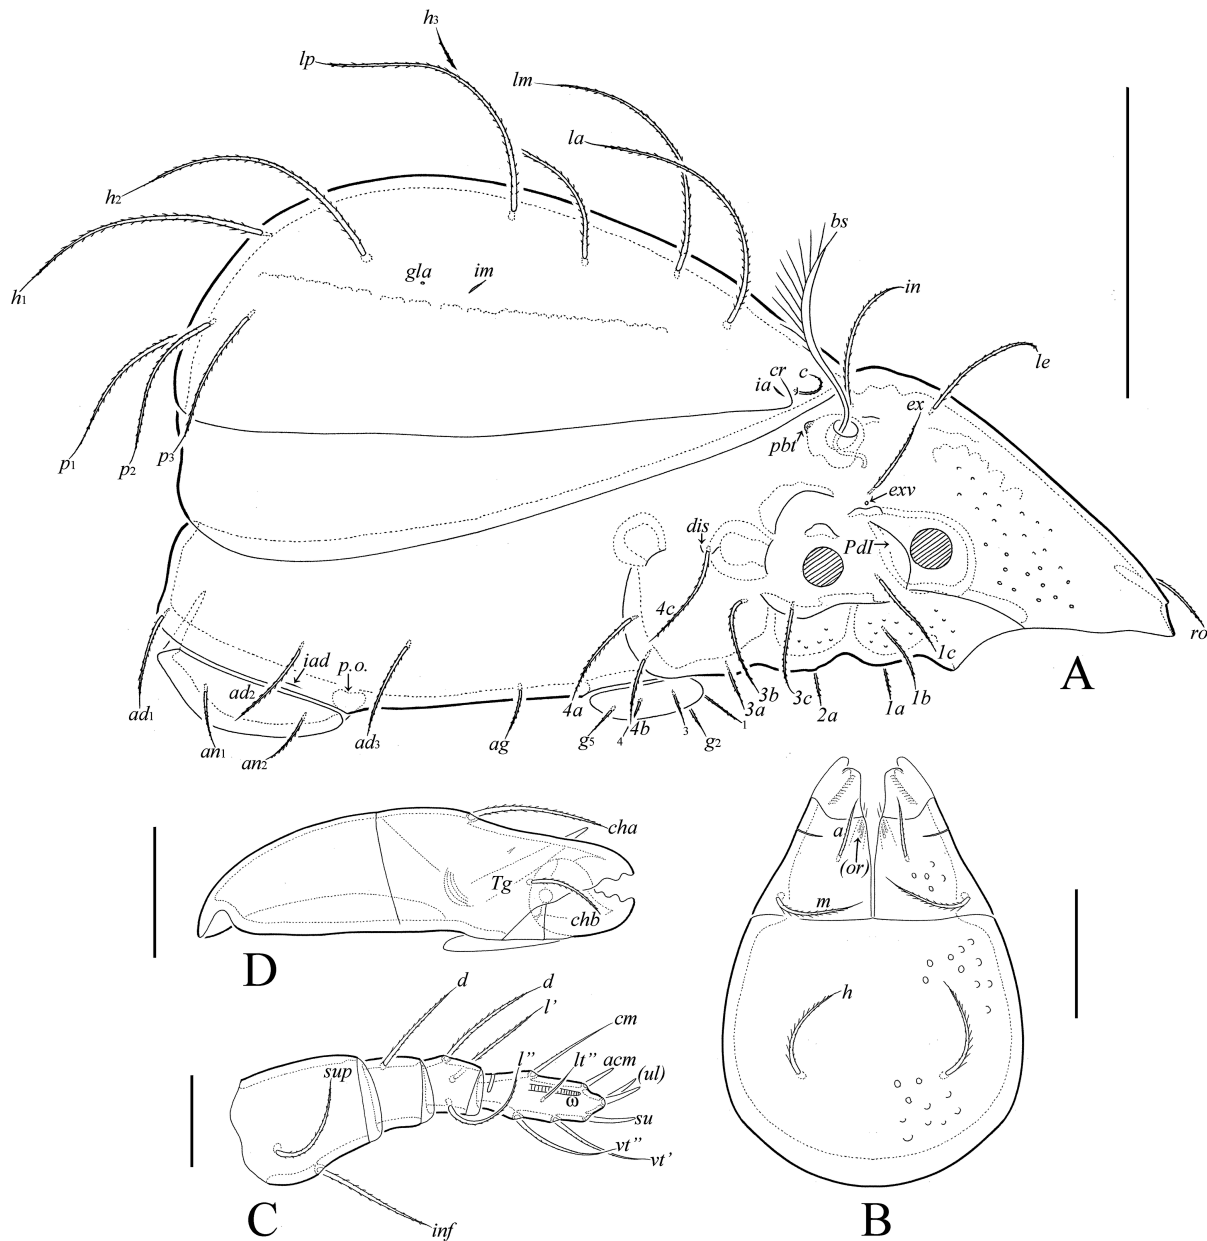 h3
lp
lm
la
h2
bs
gla
im
in
h1
le
cr
c
ia
ex
p1
p2
p3
pbt
exv
dis
PdI
4c
ro
iad
p.o.
1c
A
ad1
ad2
3b
1b
4a
3a
3c
2a
1a
an1
an2
ad3
ag
g5
4
4b
3
g2
1
cha
a
(or)
Tg
chb
m
D
d
d
l'
h
cm
l''
lt''
acm
(ul)
sup
ω
su
vt''
vt'
C
inf
B